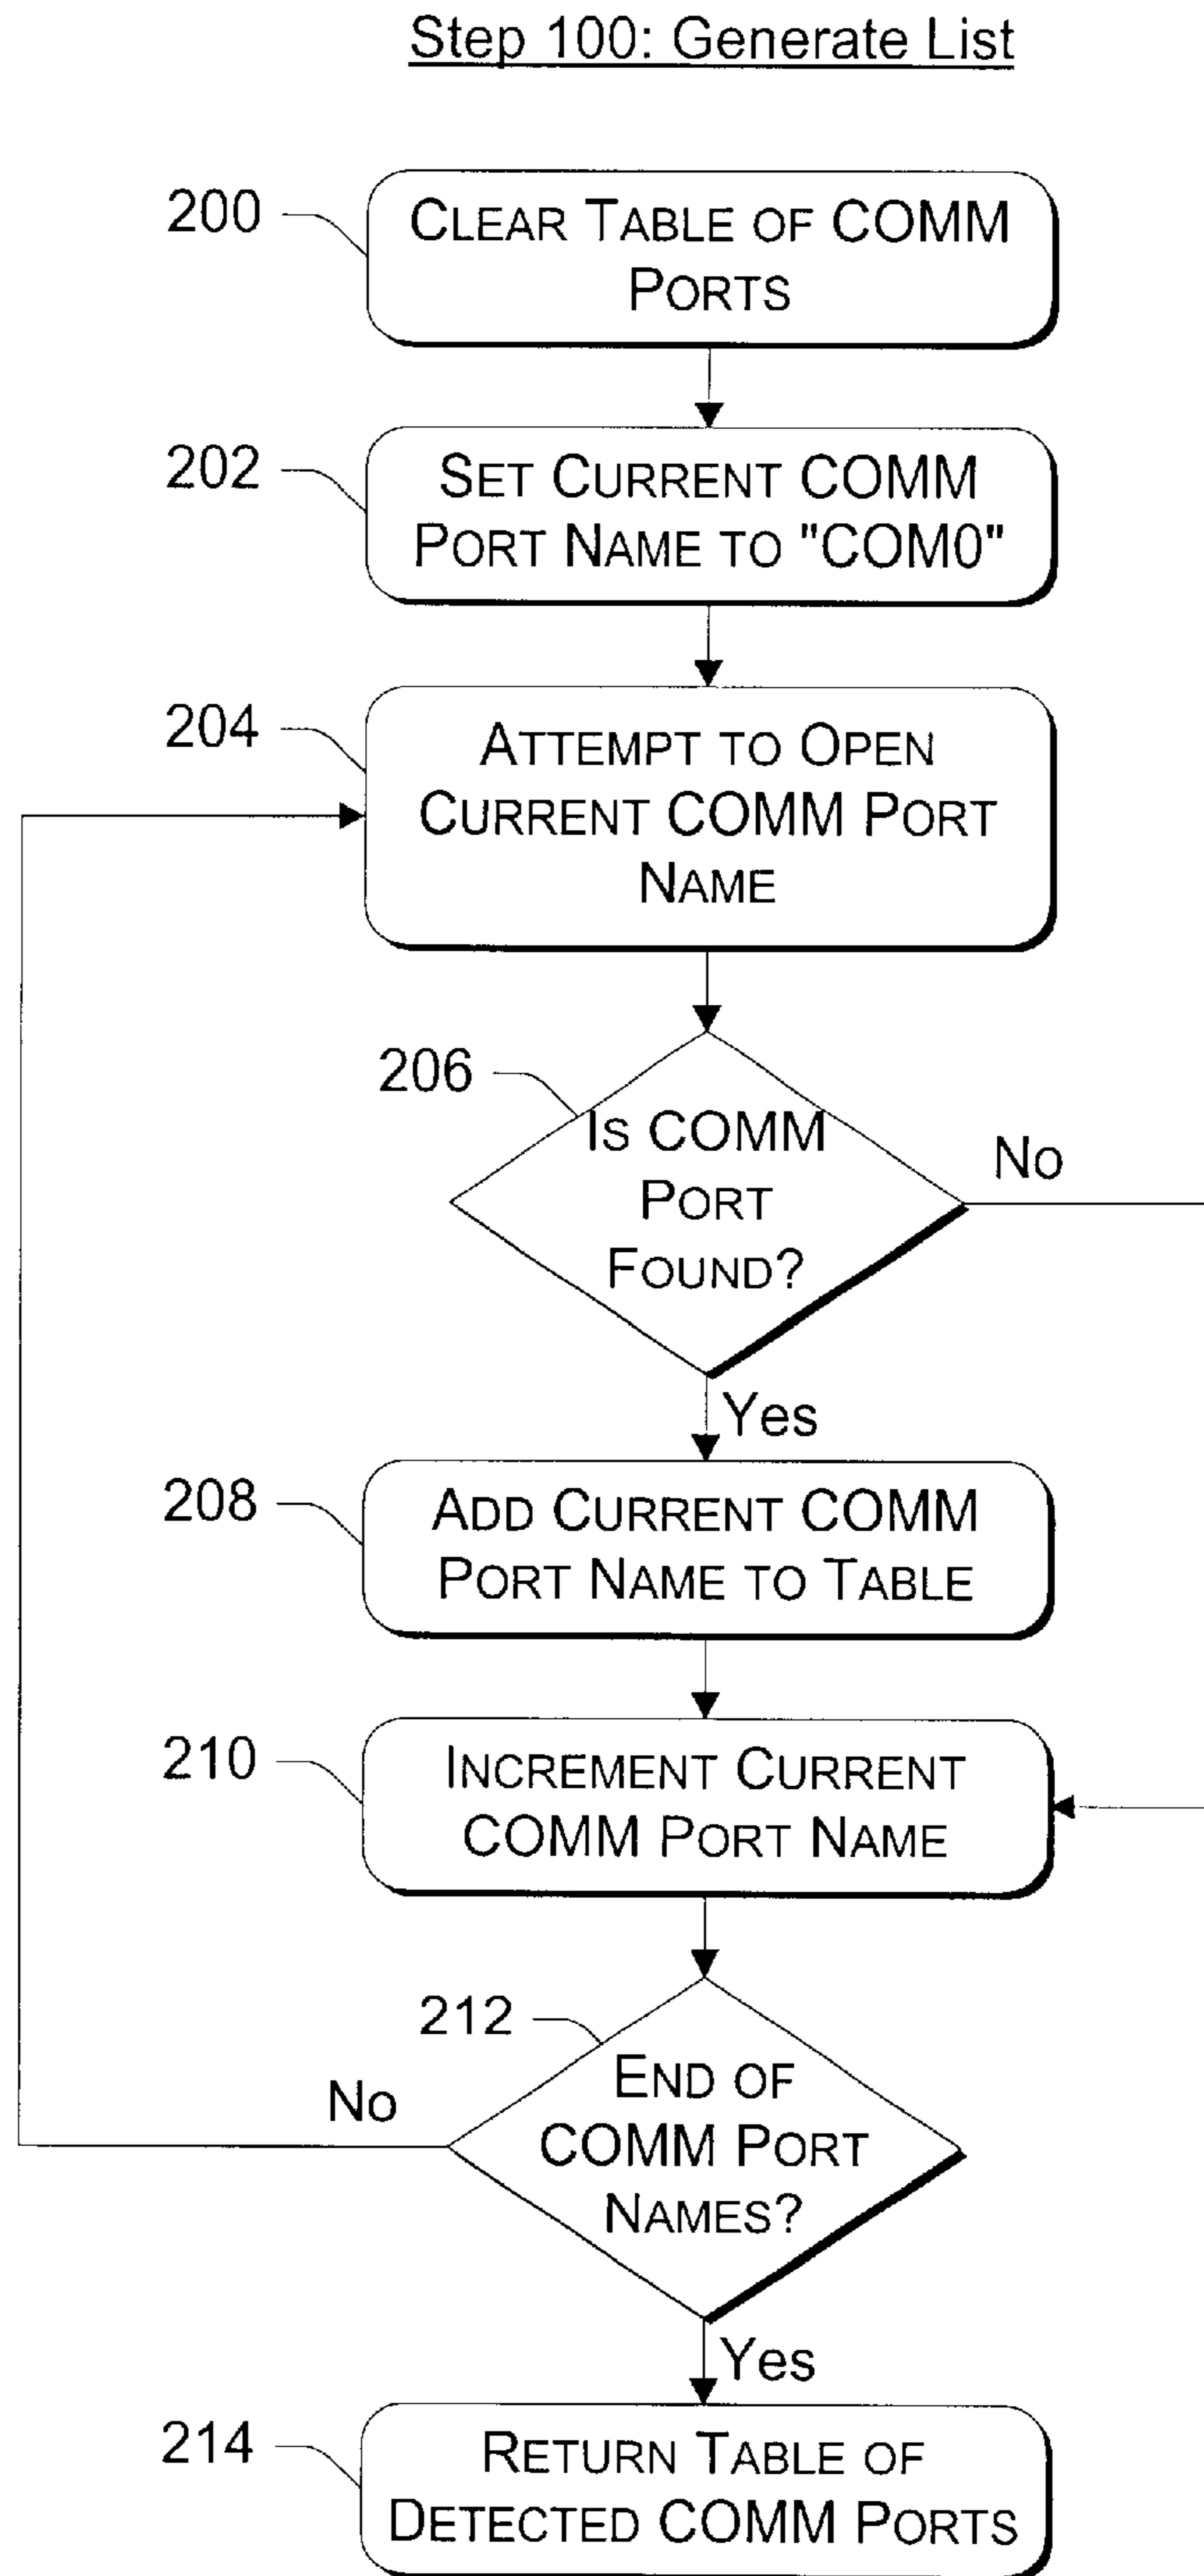 Step 100: Generate List
200
CLEAR TABLE OF COMM
PORTS
202
SET CURRENT COMM
PORT NAME TO "COM0"
204
ATTEMPT TO OPEN
CURRENT COMM PORT
NAME
206
IS COMM
PORT
FOUND?
No
Yes
208
ADD CURRENT COMM
PORT NAME TO TABLE
210
INCREMENT CURRENT
COMM PORT NAME
212
END OF
COMM PORT
NAMES?
No
Yes
214
RETURN TABLE OF
DETECTED COMM PORTS